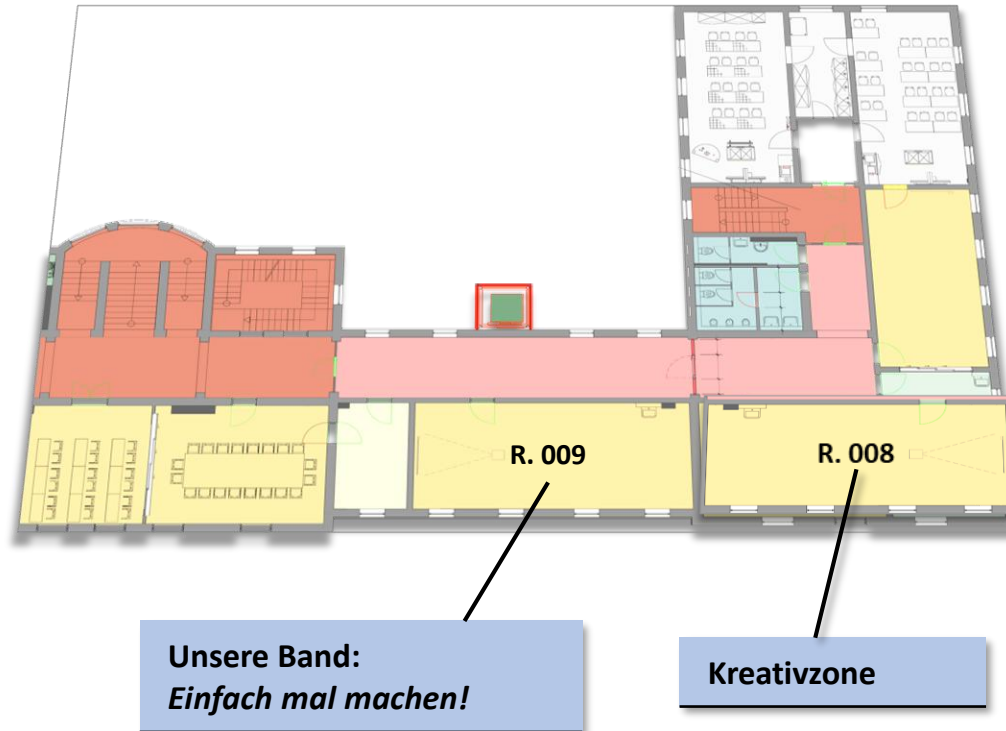 R. 009
R. 008
Unsere Band:
Einfach mal machen!
Kreativzone